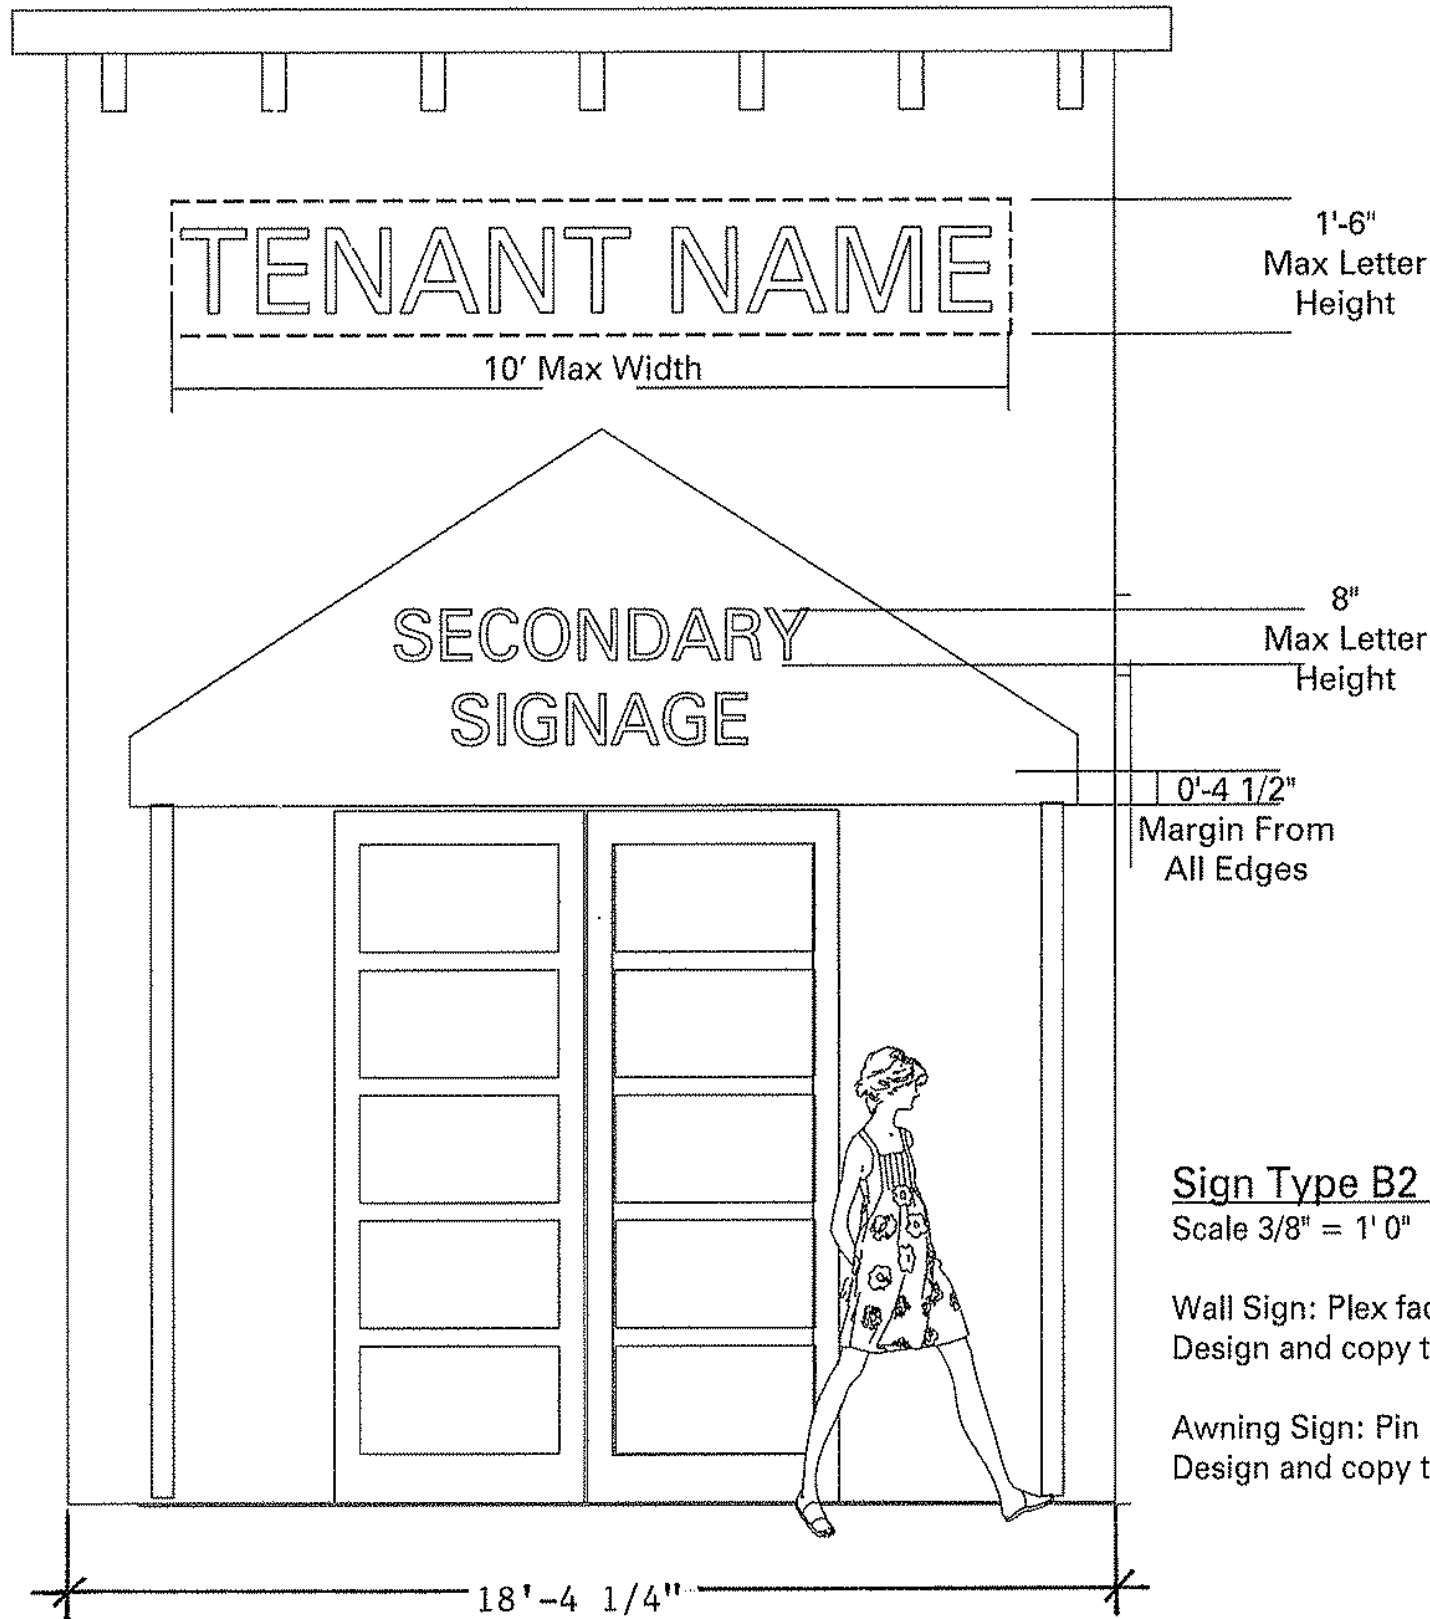 TENANT NAME
1'-6"
Max Letter
Height
10' Max Width
SECONDARY
SIGNAGE
8"
Max Letter
Height
0'-4 1/2"
Margin From
All Edges
Sign Type B2
Scale 3/8" = 1' 0"
Wall Sign: Plex
Design and copy
Awning Sign: Pin
Design and copy
18'-4 1/4"